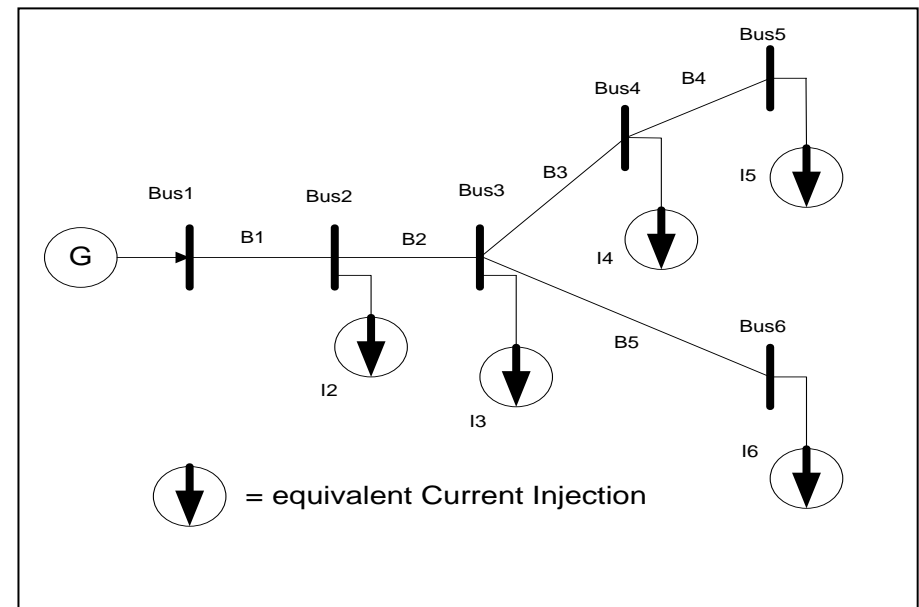 Bus5
B4
Bus4
B3
I5
Bus1
Bus2
Bus3
B1
B2
G
I4
Bus6
B5
I2
I3
I6
= equivalent Current Injection